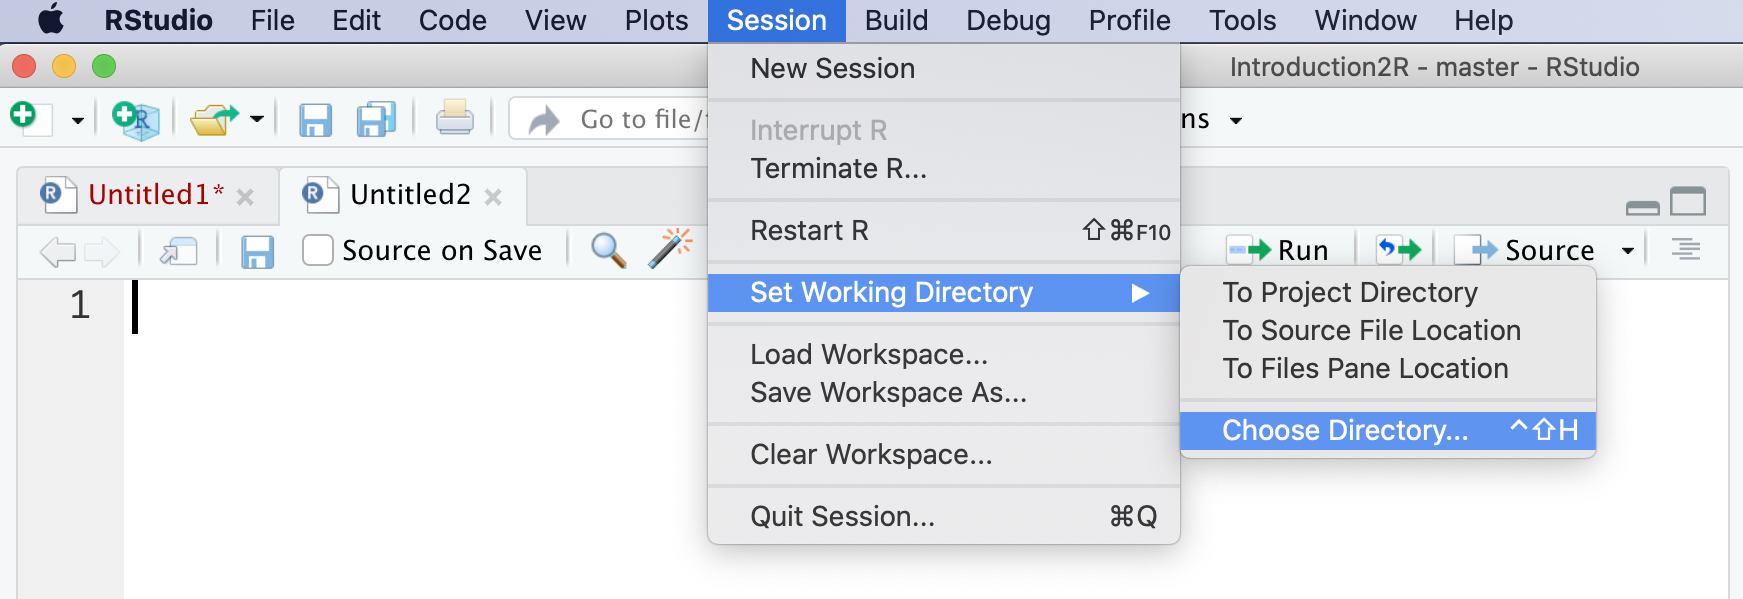 RStudio File Edit Code View Plots Session Build Debug Profile Tools Window Help
Introduction2R - master - RStudio
New Session
Go to file/
ns
Interrupt R
Terminate R...
Untitled1* Untitled2
Restart R ⇧⌘F10
Source on Save Run Source
Set Working Directory ▶
1
To Project Directory
To Source File Location
To Files Pane Location
Choose Directory... ^⇧H
Load Workspace...
Save Workspace As...
Clear Workspace...
Quit Session... ⌘Q